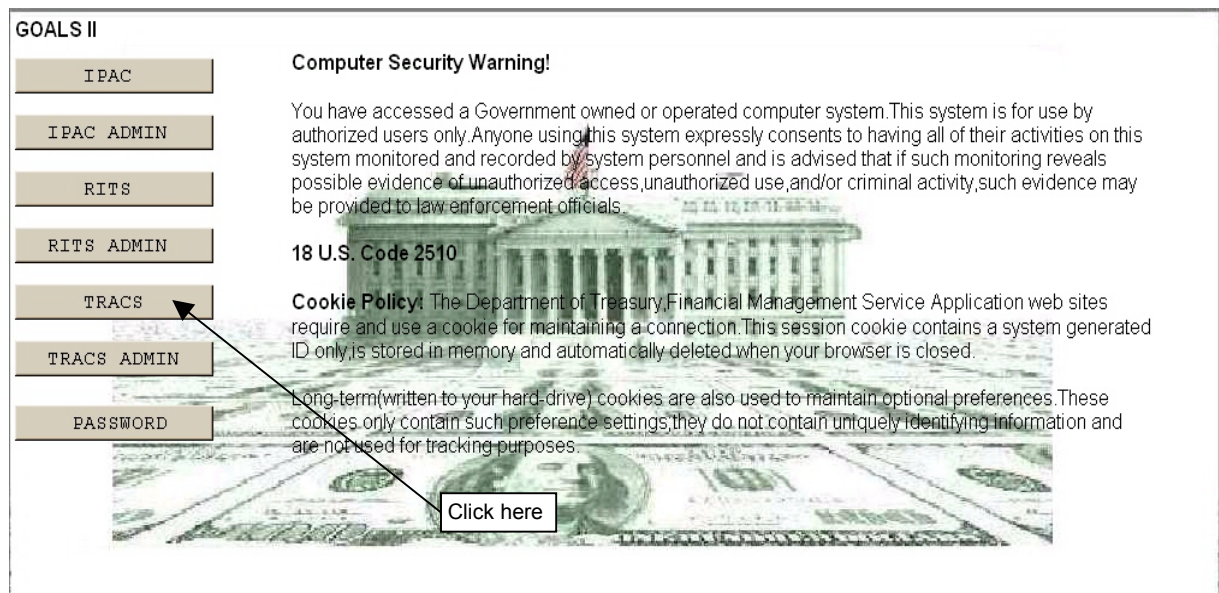 GOALS II
IPAC
IPAC ADMIN
RITS
RITS ADMIN
TRACS
TRACS ADMIN
PASSWORD
Computer Security Warning!
You have accessed a Government owned or operated computer system.This system is for use by
authorized users only.Anyone using this system expressly consents to having all of their activities on this
system monitored and recorded by system personnel and is advised that if such monitoring reveals
possible evidence of unauthorized access,unauthorized use,and/or criminal activity,such evidence may
be provided to law enforcement officials.
18 U.S. Code 2510
Cookie Policy: The Department of Treasury,Financial Management Service Application web sites
require and use a cookie for maintaining a connection.This session cookie contains a system generated
ID only,is stored in memory and automatically deleted when your browser is closed.
Long-term(written to your hard-drive) cookies are also used to maintain optional preferences.These
cookies only contain such preference settings,they do not contain uniquely identifying information and
are not used for tracking purposes.
Click here